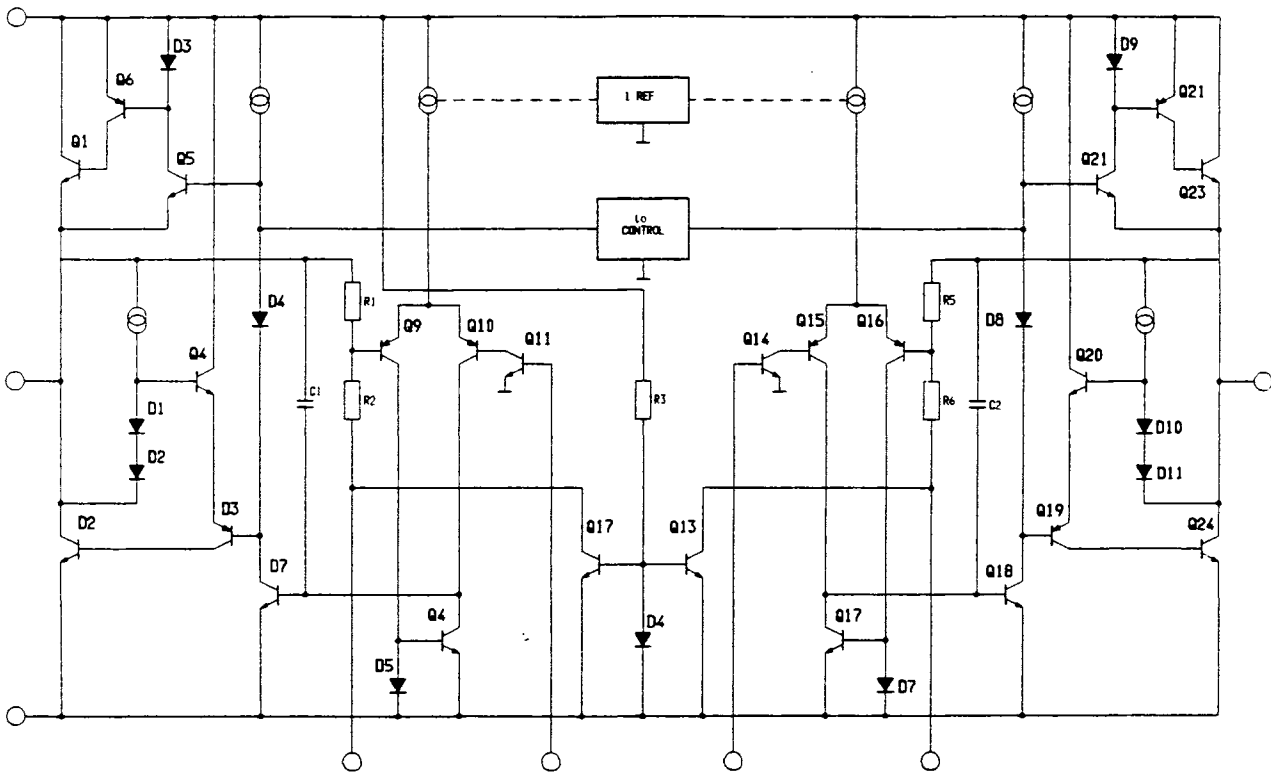 D3
D9
Q6
I REF
Q21
Q1
Q5
Q21
Q23
Io
CONTROL
R1
D4
R5
D8
Q9
Q10
Q11
Q14
Q15
Q16
Q4
Q20
C1
R2
R3
R6
C2
D1
D10
D2
D11
D2
D3
Q17
Q13
Q19
Q24
D7
Q18
Q4
D4
Q17
D5
D7